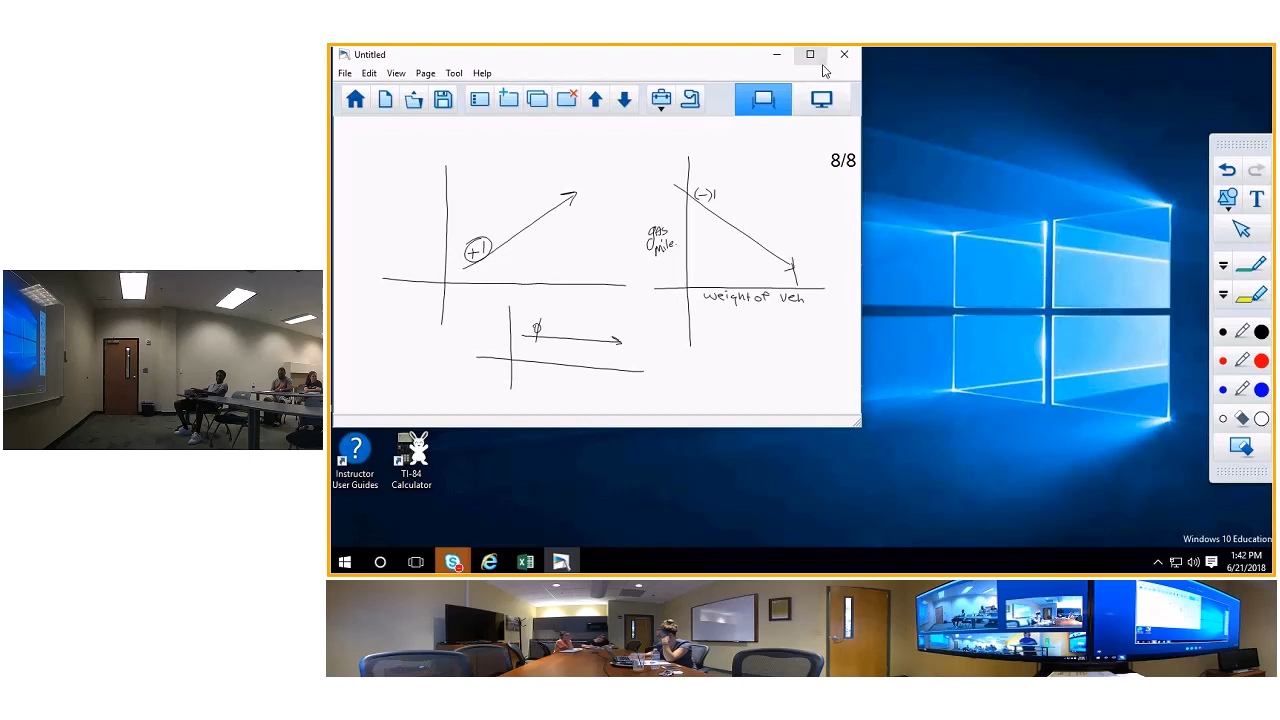 Untitled
File Edit View Page Tool Help
T
8/8
+1
(-)1
gas
mile.
weight of veh
ϕ
?
Instructor
User Guides
TI-84
Calculator
Windows 10 Education
1:42 PM
6/21/2018